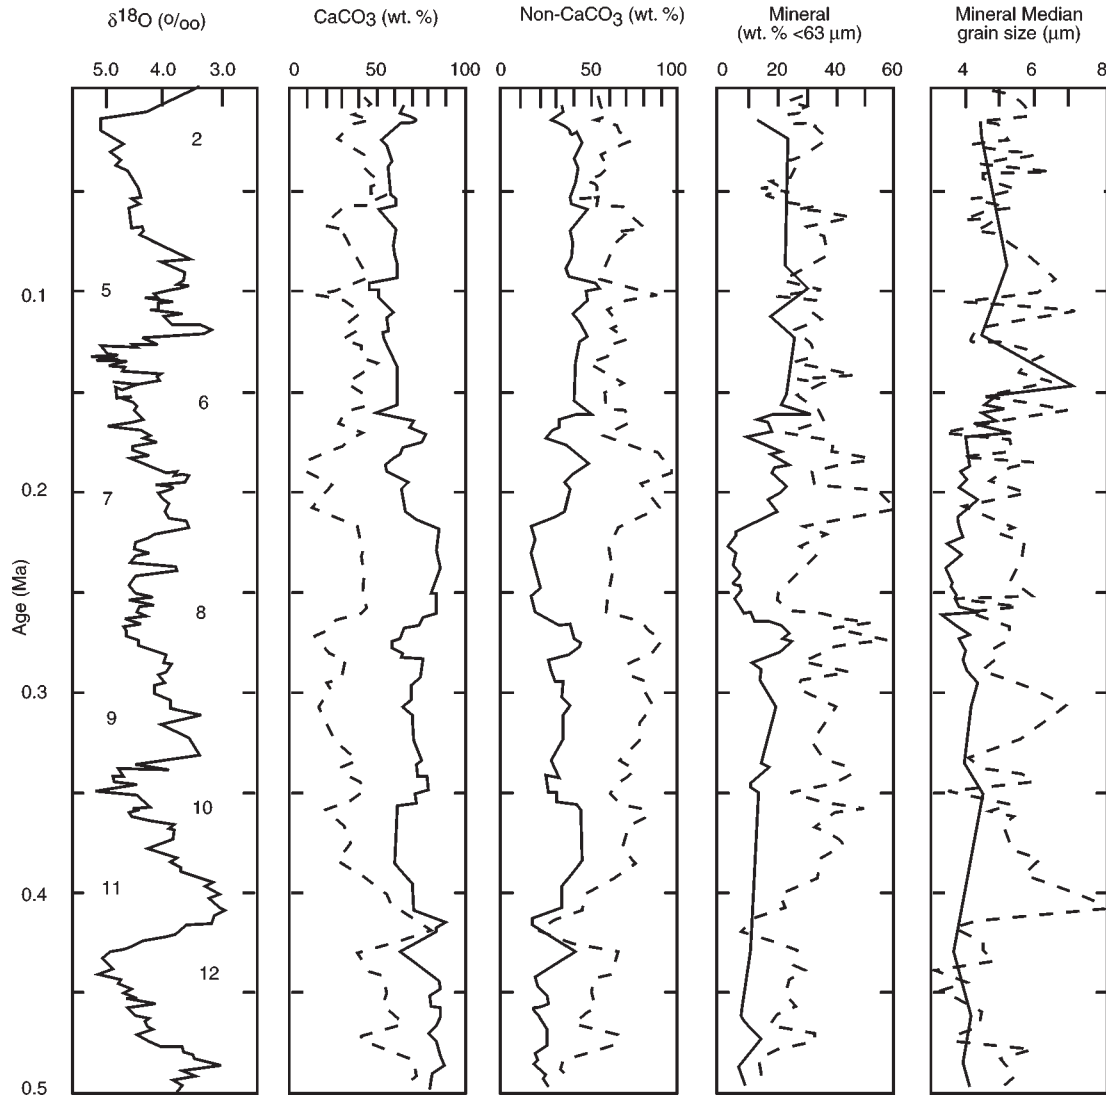 δ18O (o/oo)
CaCO3 (wt. %)
Non-CaCO3 (wt. %)
Mineral
(wt. % <63 μm)
Mineral Median
grain size (μm)
5.0 4.0 3.0
0 50 100
0 50 100
0 20 40 60
4 6 8
2
5
0.1
6
7
0.2
8
Age (Ma)
0.3
9
10
11
0.4
12
0.5